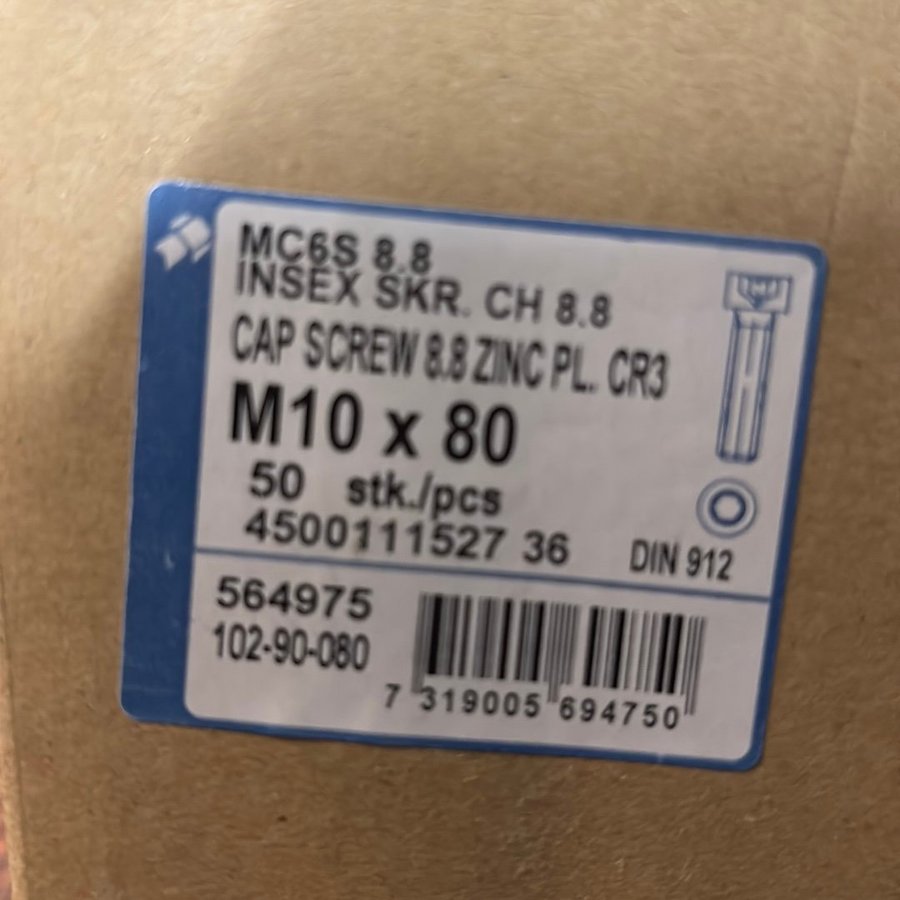 MC6S 8.8
INSEX SKR. CH 8.8
CAP SCREW 8.8 ZINC PL. CR3
M10 x 80
50 stk./pcs
4500111527 36
DIN 912
564975
102-90-080
7 319005 694750